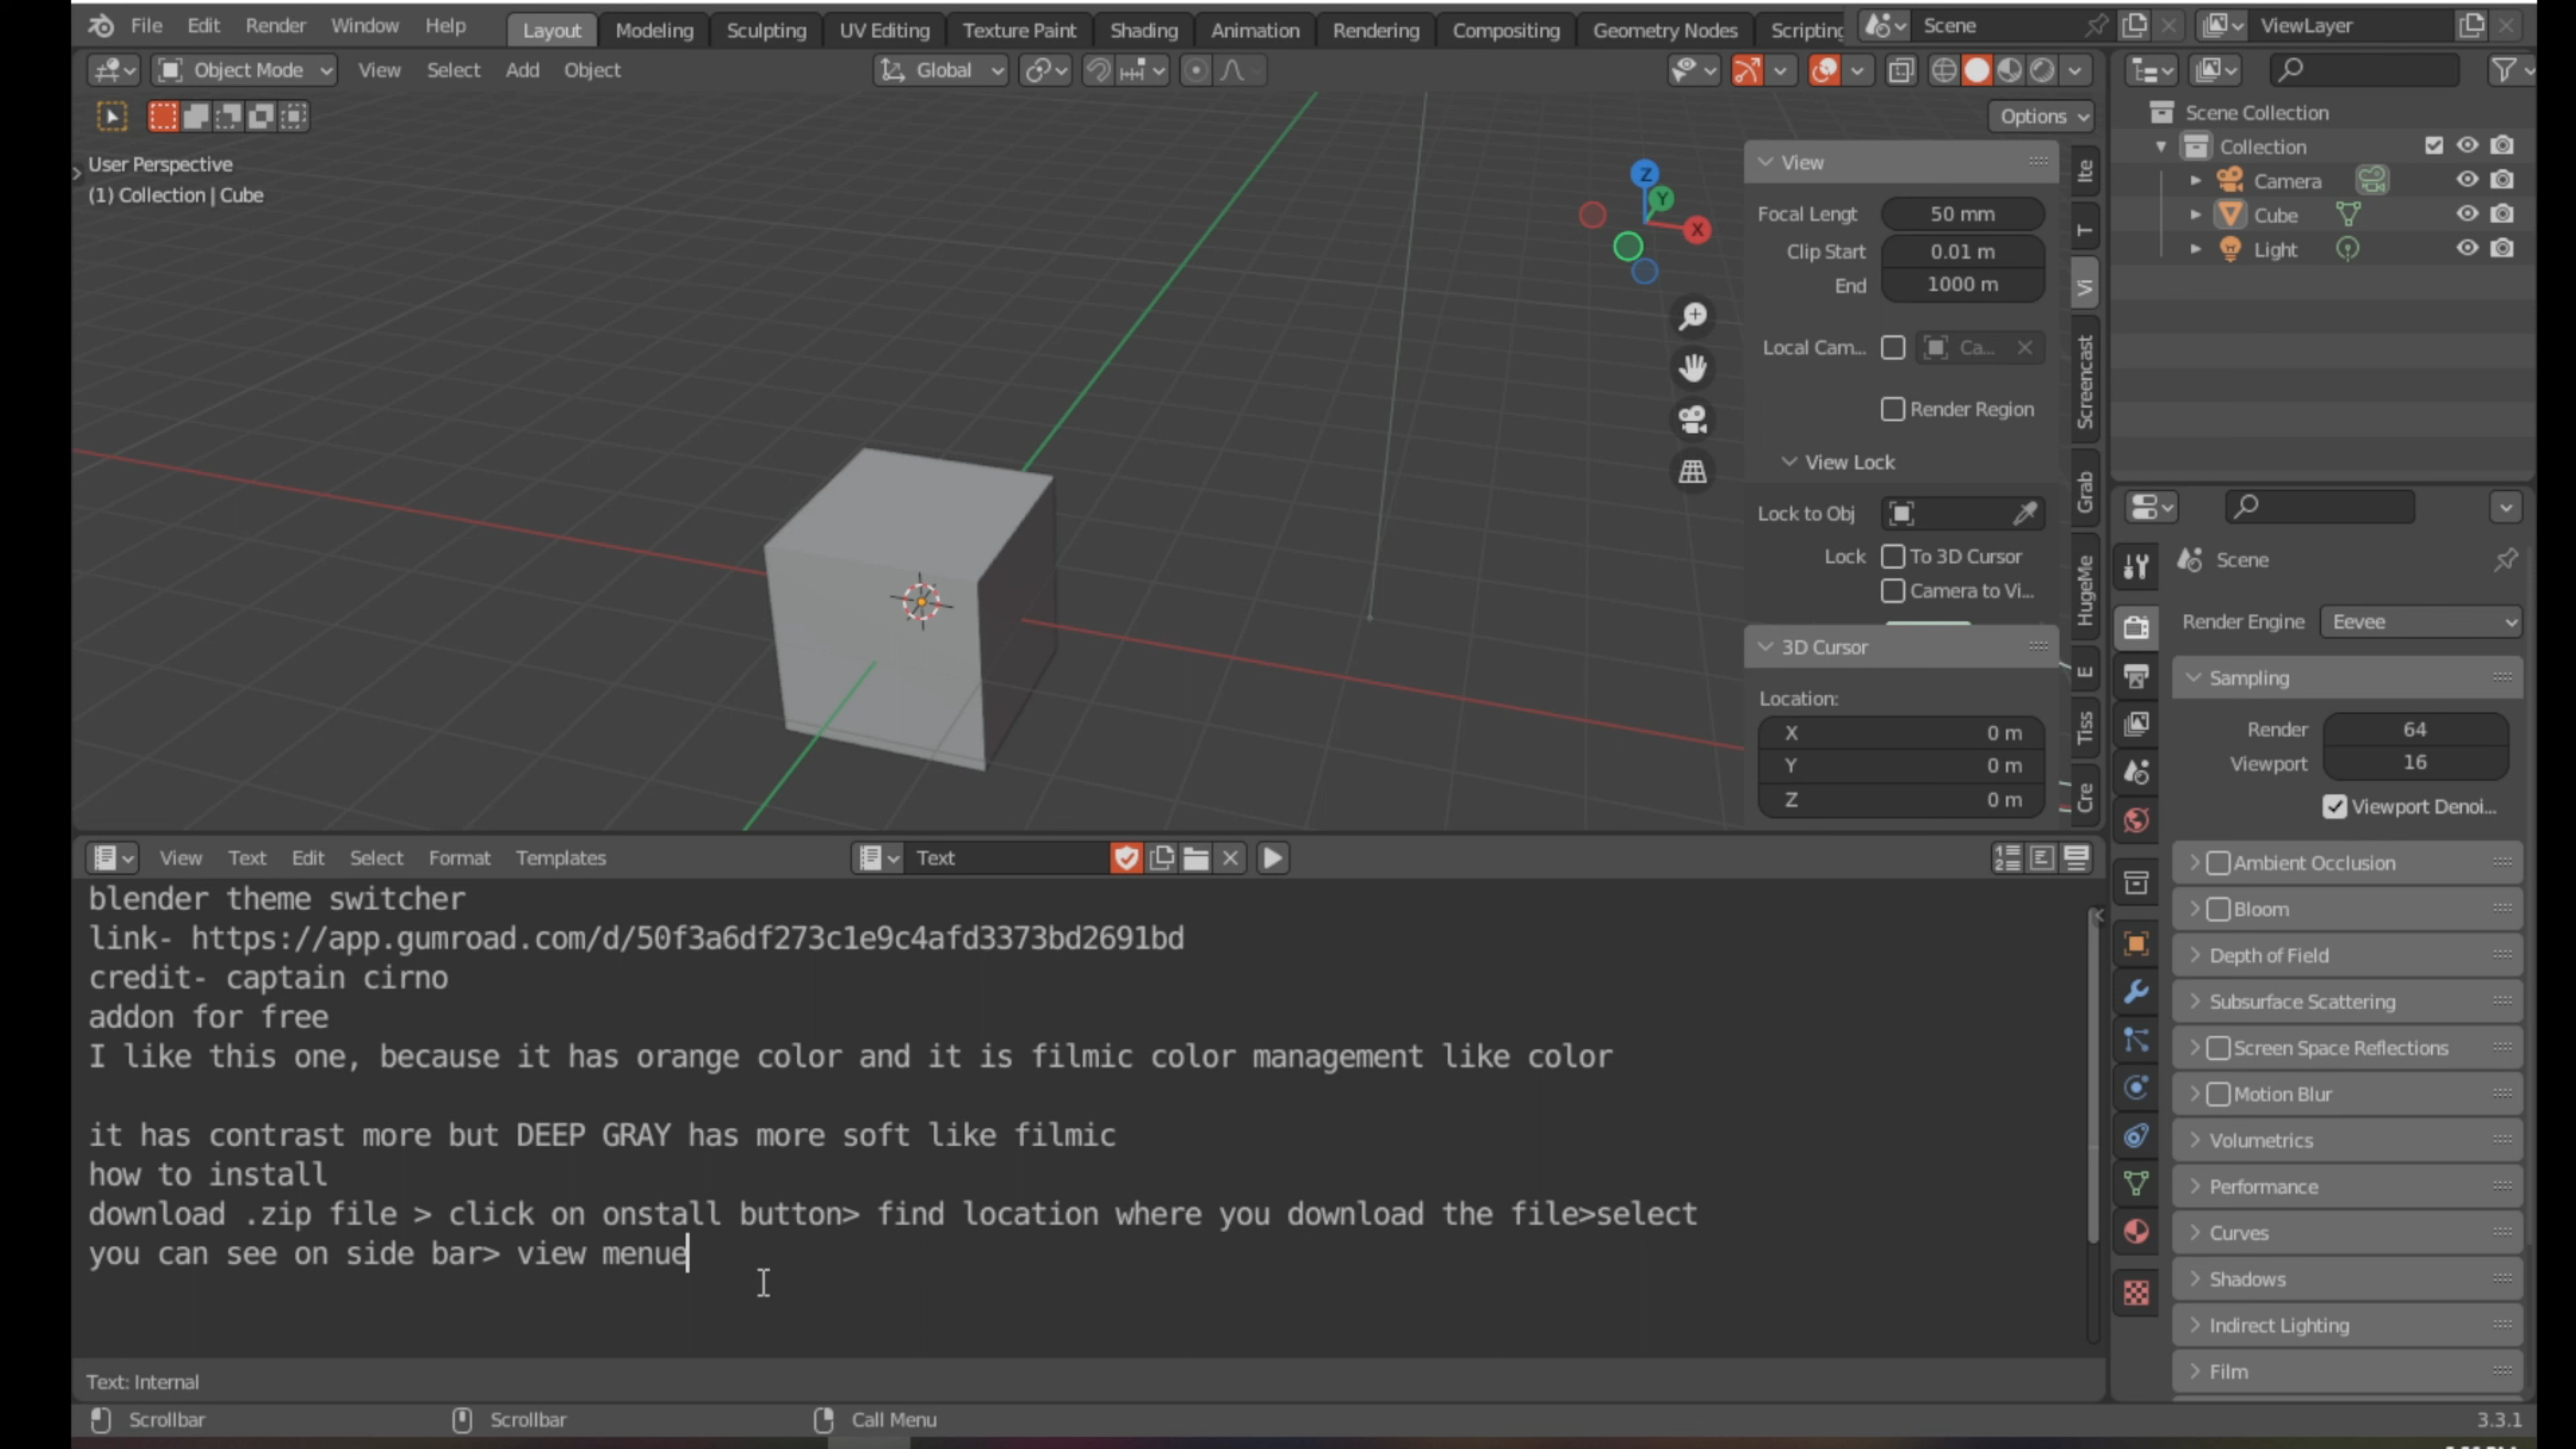 File Edit Render Window Help Layout Modeling Sculpting UV Editing Texture Paint Shading Animation Rendering Compositing Geometry Nodes Scripting Scene ViewLayer
Object Mode View Select Add Object Global
Options
User Perspective
(1) Collection | Cube
Z
Y
X
View
Focal Lengt 50 mm
Clip Start 0.01 m
End 1000 m
Local Cam... Ca...
Render Region
View Lock
Lock to Obj
Lock To 3D Cursor
Camera to Vi...
3D Cursor
Location:
X 0 m
Y 0 m
Z 0 m
Ite
T
Vi
Screencast
Grab
HugeMe
E
Tiss
Cre
Scene Collection
Collection
Camera
Cube
Light
Scene
Render Engine Eevee
Sampling
Render 64
Viewport 16
Viewport Denoi...
Ambient Occlusion
Bloom
Depth of Field
Subsurface Scattering
Screen Space Reflections
Motion Blur
Volumetrics
Performance
Curves
Shadows
Indirect Lighting
Film
View Text Edit Select Format Templates Text
blender theme switcher
link- https://app.gumroad.com/d/50f3a6df273c1e9c4afd3373bd2691bd
credit- captain cirno
addon for free
I like this one, because it has orange color and it is filmic color management like color
it has contrast more but DEEP GRAY has more soft like filmic
how to install
download .zip file > click on onstall button> find location where you download the file>select
you can see on side bar> view menue
Text: Internal
Scrollbar Scrollbar Call Menu 3.3.1